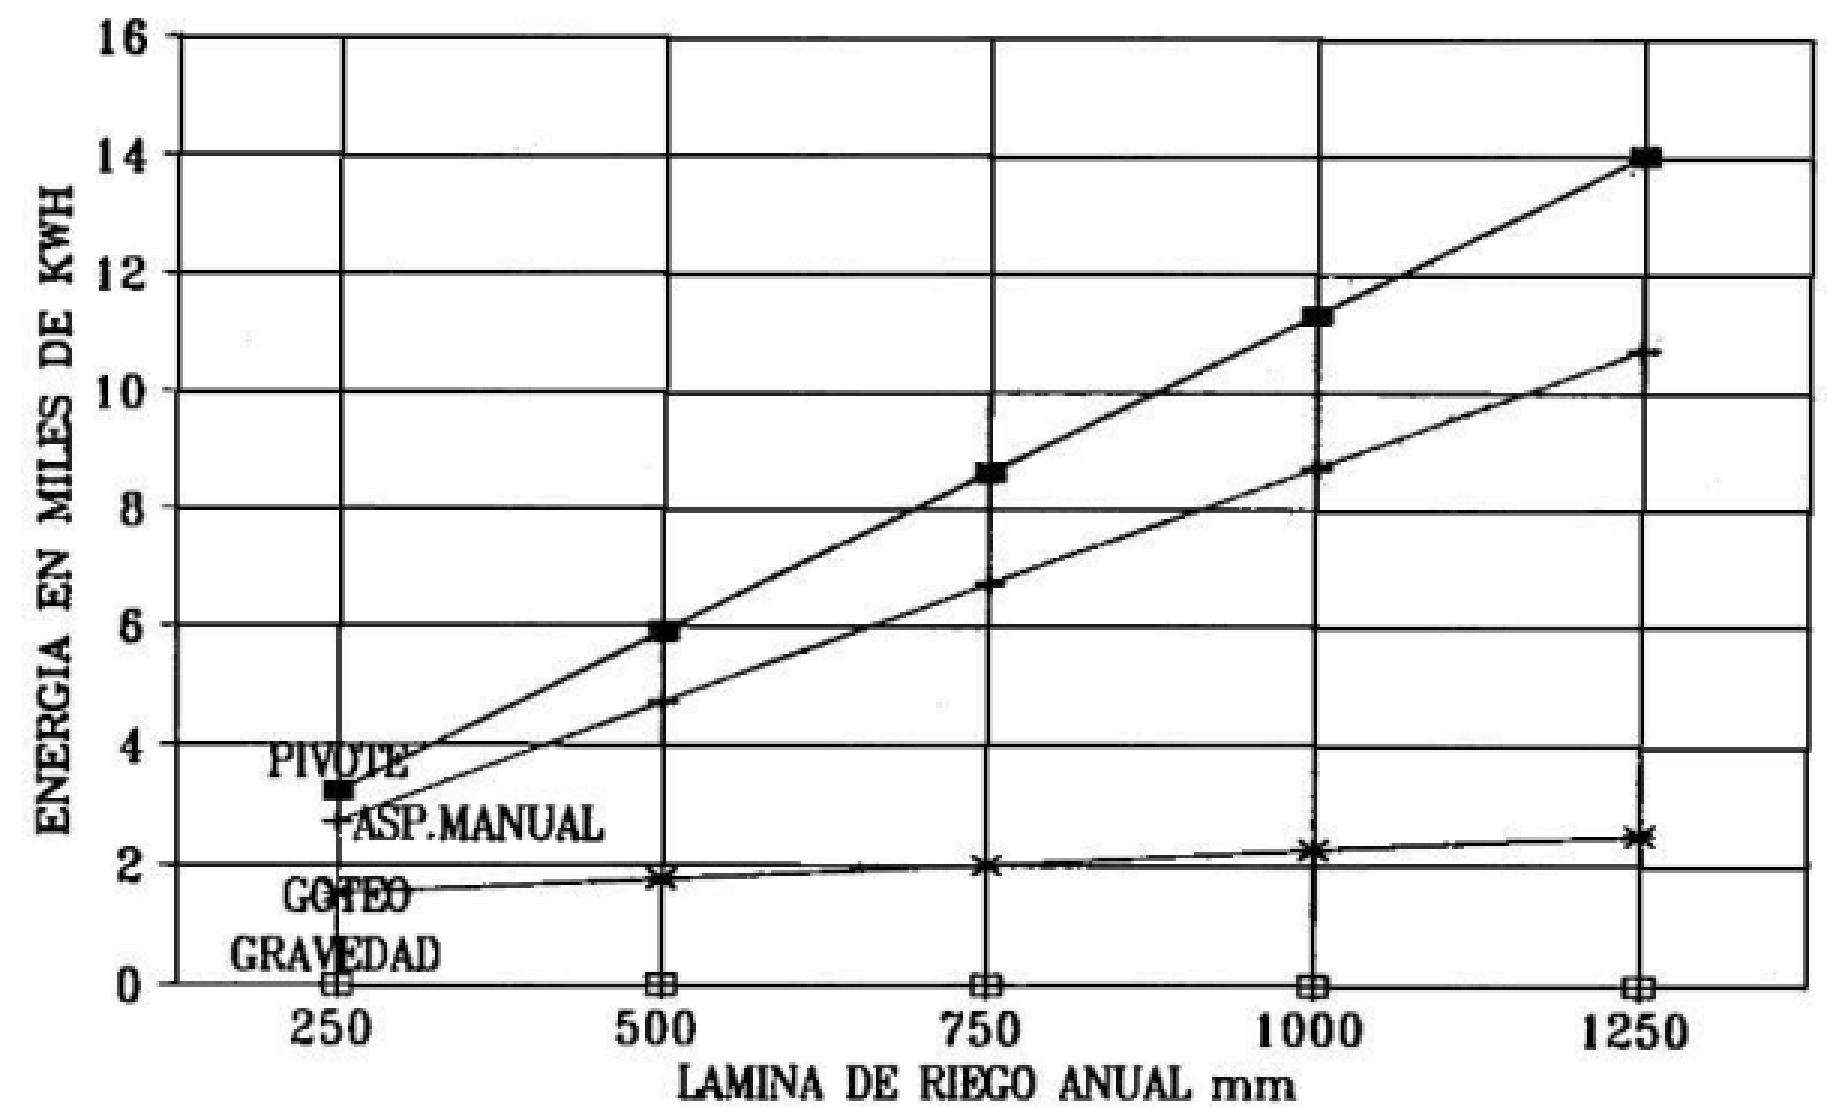 16
14
12
10
8
6
4
2
0
ENERGIA EN MILES DE KWH
PIVOTE
ASP.MANUAL
GOTEO
GRAVEDAD
250 500 750 1000 1250
LAMINA DE RIEGO ANUAL mm